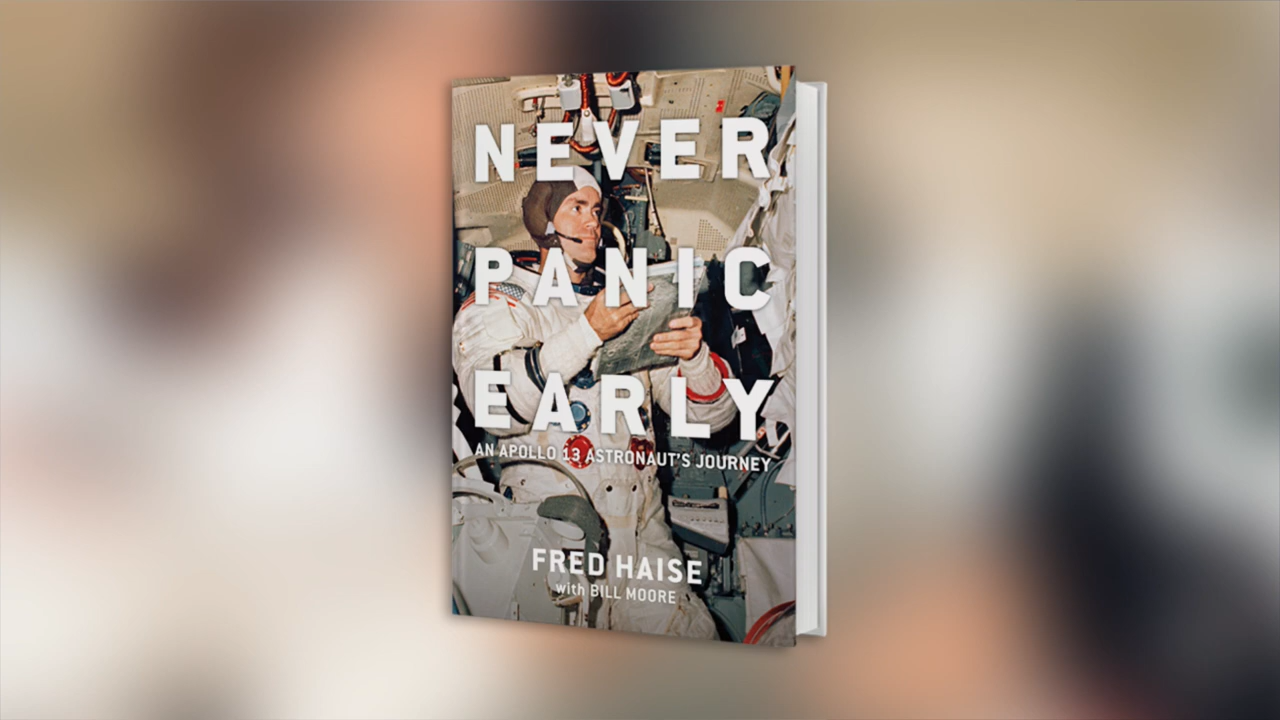 NEVER
PANIC
EARLY
AN APOLLO 13 ASTRONAUT'S JOURNEY
FRED HAISE
with BILL MOORE